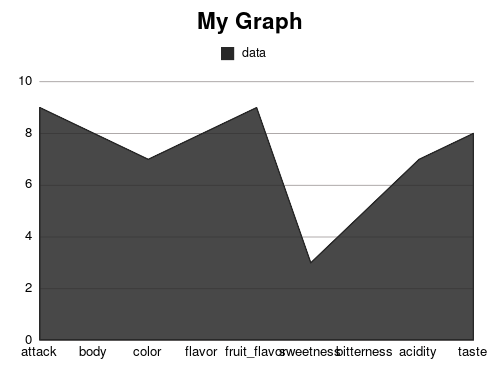 My Graph
data
10
8
6
4
2
0
attack body color flavor fruit_flavor sweetness bitterness acidity taste